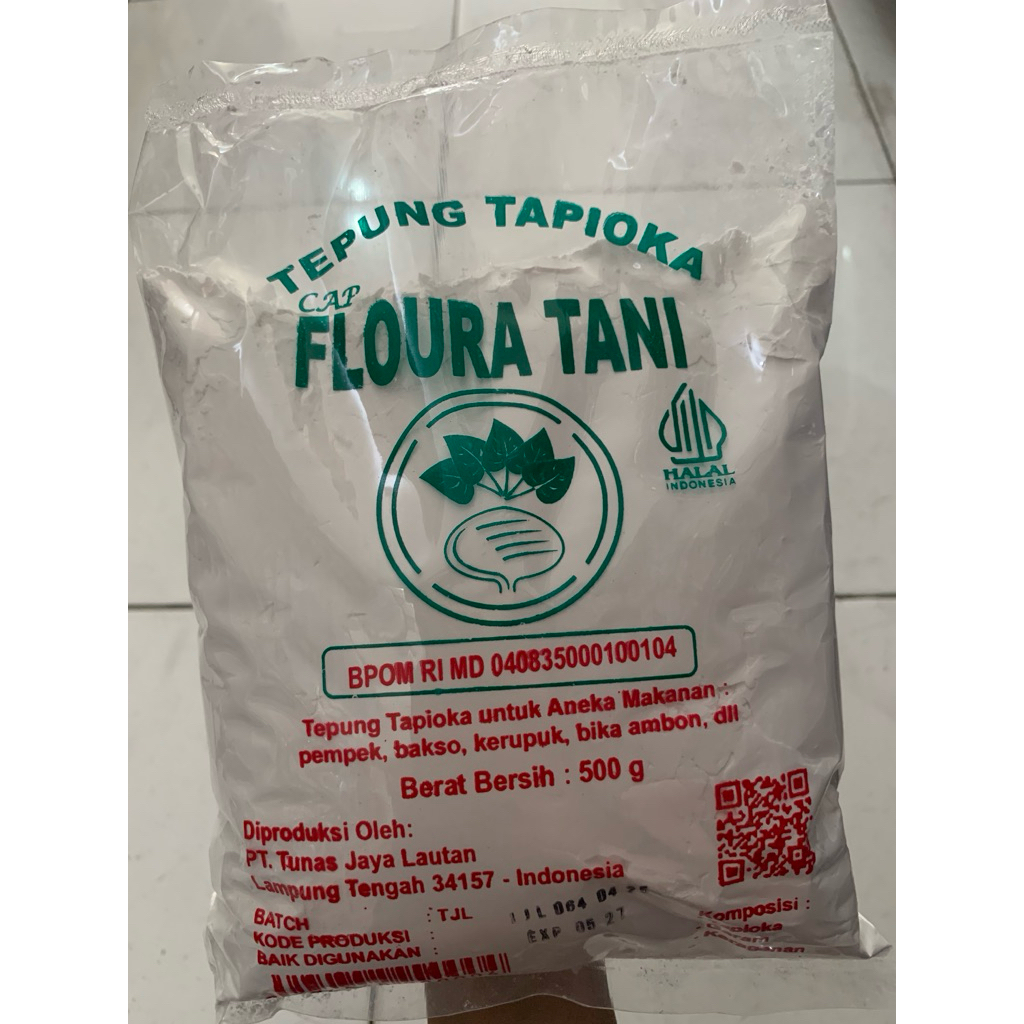 TEPUNG TAPIOKA
CAP
FLOURA TANI
HALAL
INDONESIA
BPOM RI MD 040835000100104
Tepung Tapioka untuk Aneka Makanan :
pempek, bakso, kerupuk, bika ambon, dll
Berat Bersih : 500 g
Diproduksi Oleh:
PT. Tunas Jaya Lautan
Lampung Tengah 34157 - Indonesia
BATCH : TJL
KODE PRODUKSI : 064 04
BAIK DIGUNAKAN : EXP 05 27
Komposisi :